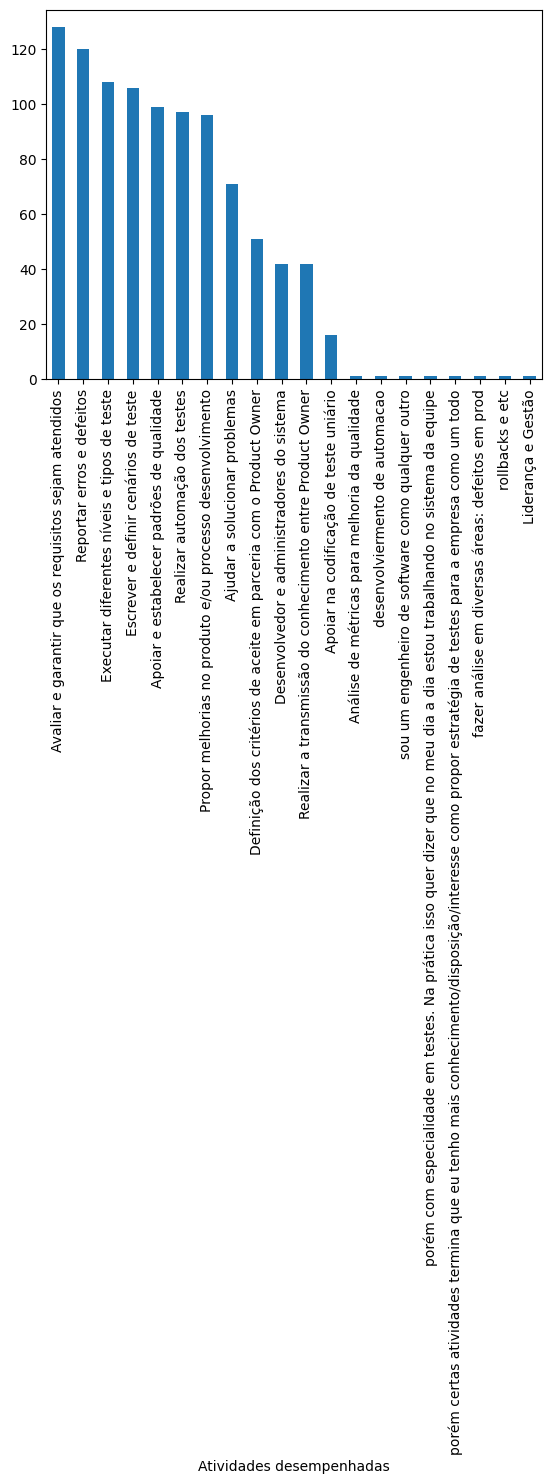 120
100
80
60
40
20
0
Avaliar e garantir que os requisitos sejam atendidos
Reportar erros e defeitos
Executar diferentes níveis e tipos de teste
Escrever e definir cenários de teste
Apoiar e estabelecer padrões de qualidade
Realizar automação dos testes
Propor melhorias no produto e/ou processo desenvolvimento
Ajudar a solucionar problemas
Definição dos critérios de aceite em parceria com o Product Owner
Desenvolvedor e administradores do sistema
Realizar a transmissão do conhecimento entre Product Owner
Apoiar na codificação de teste uniário
Análise de métricas para melhoria da qualidade
desenvolviermento de automacao
sou um engenheiro de software como qualquer outro
porém com especialidade em testes. Na prática isso quer dizer que no meu dia a dia estou trabalhando no sistema da equipe
porém certas atividades termina que eu tenho mais conhecimento/disposição/interesse como propor estratégia de testes para a empresa como um todo
fazer análise em diversas áreas: defeitos em prod
rollbacks e etc
Liderança e Gestão
Atividades desempenhadas